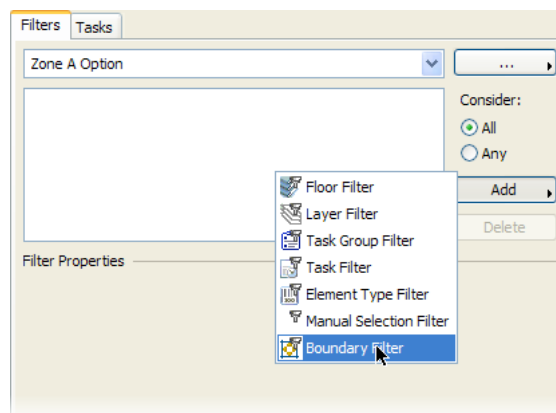 Filters Tasks
Zone A Option ...
Consider:
All
Any
Add
Delete
Floor Filter
Layer Filter
Task Group Filter
Task Filter
Element Type Filter
Manual Selection Filter
Boundary Filter
Filter Properties